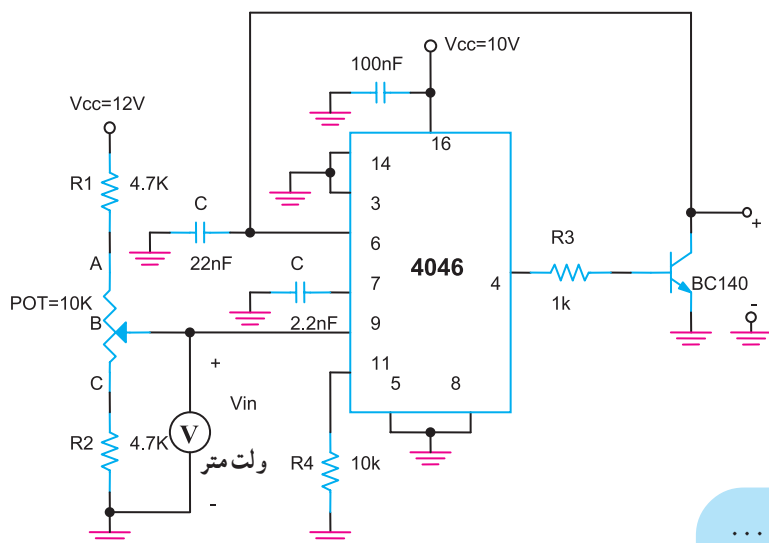 Vcc=10V
100nF
Vcc=12V
16
14
R1 4.7K
3
C
6
22nF
4046
R3
A
C
7
4
POT=10K
BC140
B
1k
2.2nF
9
+
-
+
11
C
5
8
Vin
R2 4.7K
V
ولت متر
R4 10k
-
...